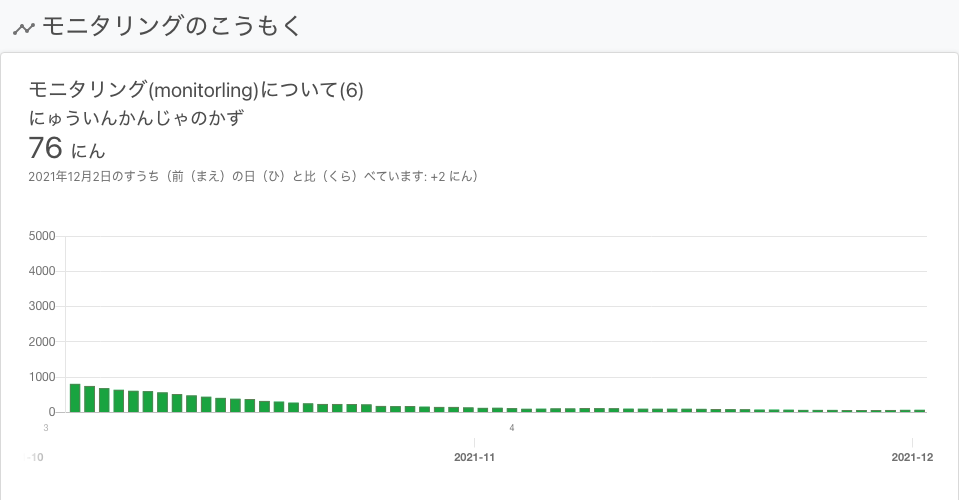 モニタリングのこうもく
モニタリング(monitorling)について(6)
にゅういんかんじゃのかず
76 にん
2021年12月2日のすうち（前（まえ）の日（ひ）と比（くら）べています: +2 にん）
5000
4000
3000
2000
1000
0
3 4
-10 2021-11 2021-12